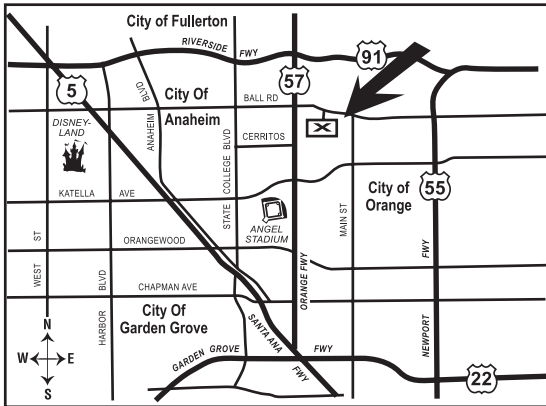 City of Fullerton
RIVERSIDE FWY
91
57
5
BLVD
City Of
Anaheim
BALL RD
X
DISNEY-
LAND
ANAHEIM
STATE COLLEGE BLVD
CERRITOS
KATELLA AVE
City of
Orange
55
ANGEL
STADIUM
MAIN ST
WEST ST
ORANGEWOOD
HARBOR BLVD
CHAPMAN AVE
ORANGE FWY
NEWPORT FWY
City Of
Garden Grove
SANTA ANA FWY
GARDEN GROVE FWY
22
N
W E
S